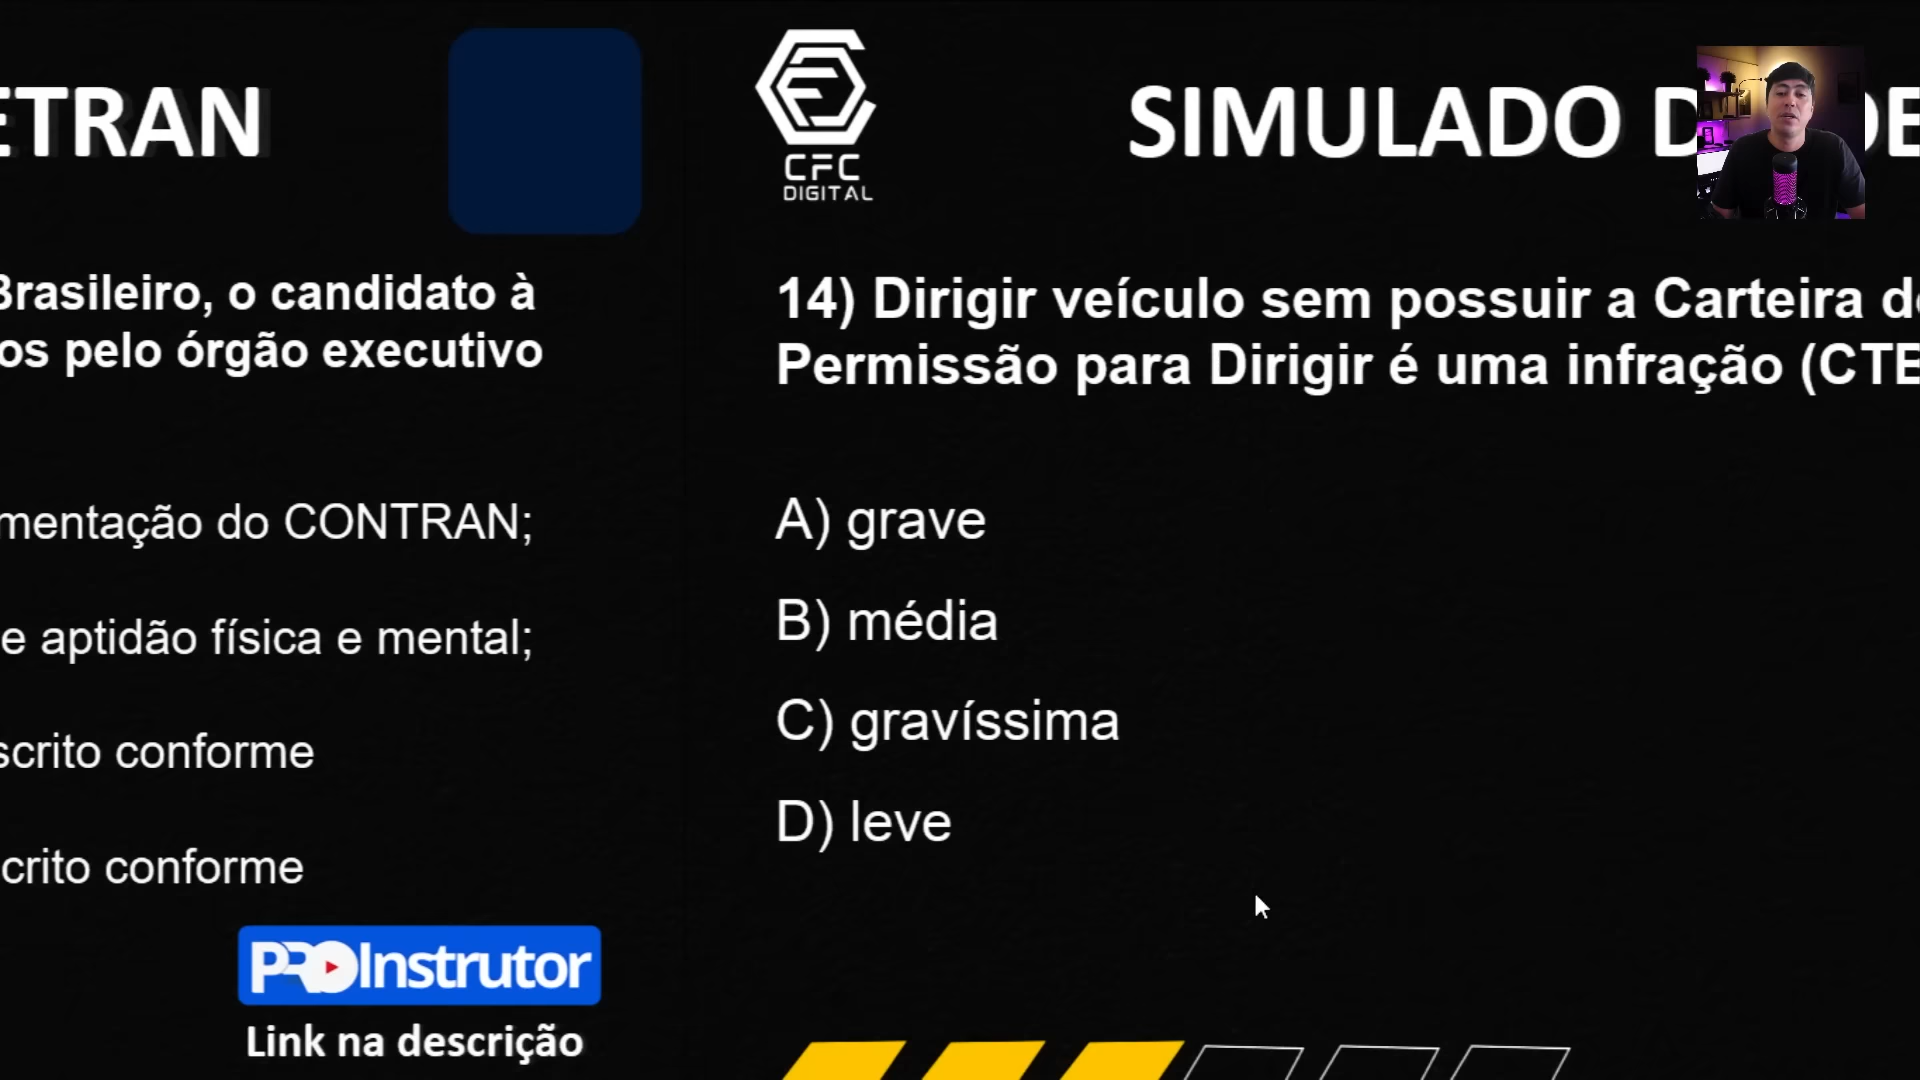 ETRAN
Brasileiro, o candidato à
os pelo órgão executivo
mentação do CONTRAN;
e aptidão física e mental;
scrito conforme
crito conforme
PROInstrutor
Link na descrição
CFC
DIGITAL
SIMULADO D DE
14) Dirigir veículo sem possuir a Carteira de
Permissão para Dirigir é uma infração (CTB
A) grave
B) média
C) gravíssima
D) leve